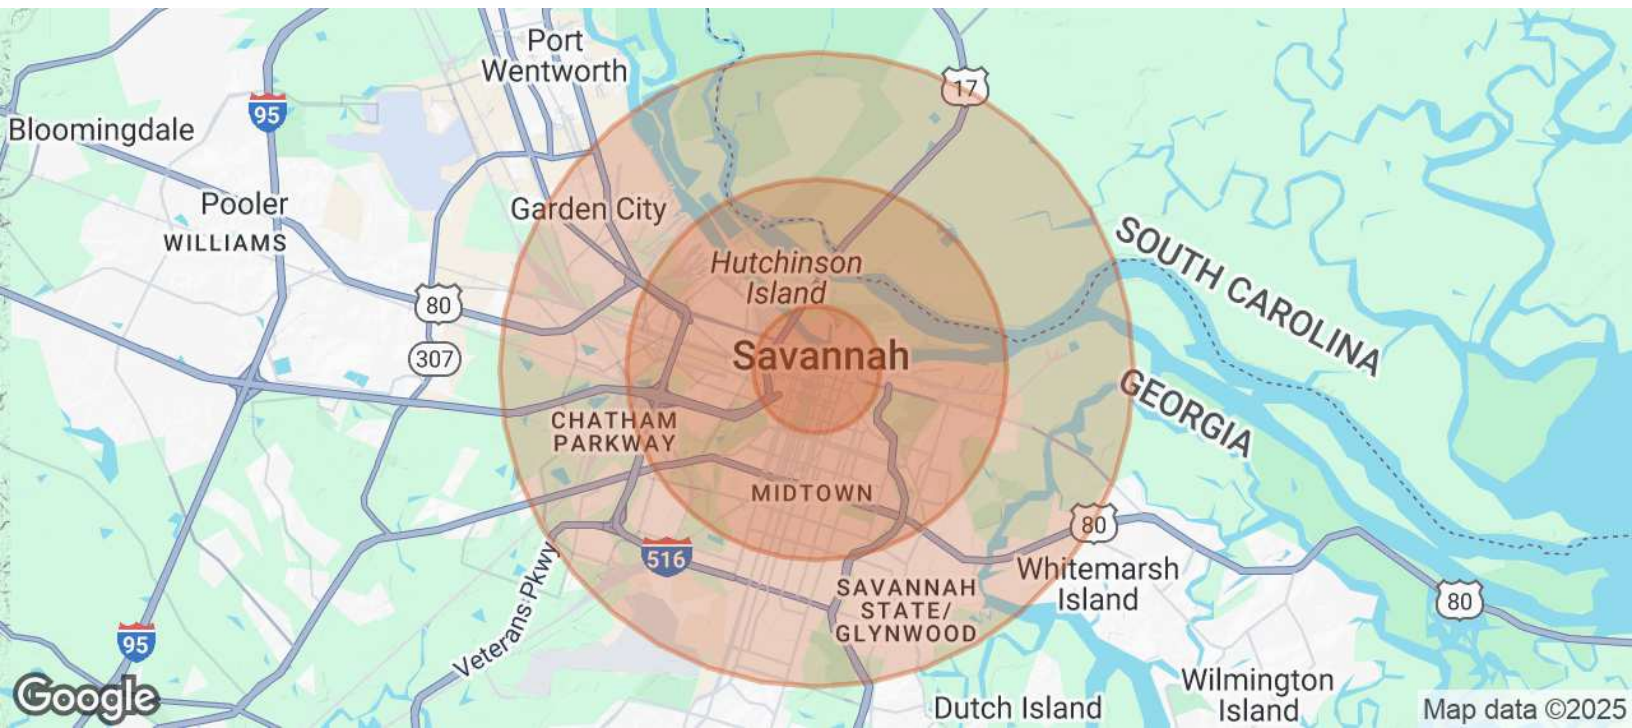 Port
Wentworth
17
95
Bloomingdale
Pooler
WILLIAMS
Garden City
Hutchinson
Island
SOUTH CAROLINA
80
307
Savannah
GEORGIA
CHATHAM
PARKWAY
MIDTOWN
80
516
Whitemarsh
Island
SAVANNAH
STATE/
GLYNWOOD
80
Veterans Pkwy
95
Wilmington
Island
Dutch Island
Google
Map data ©2025